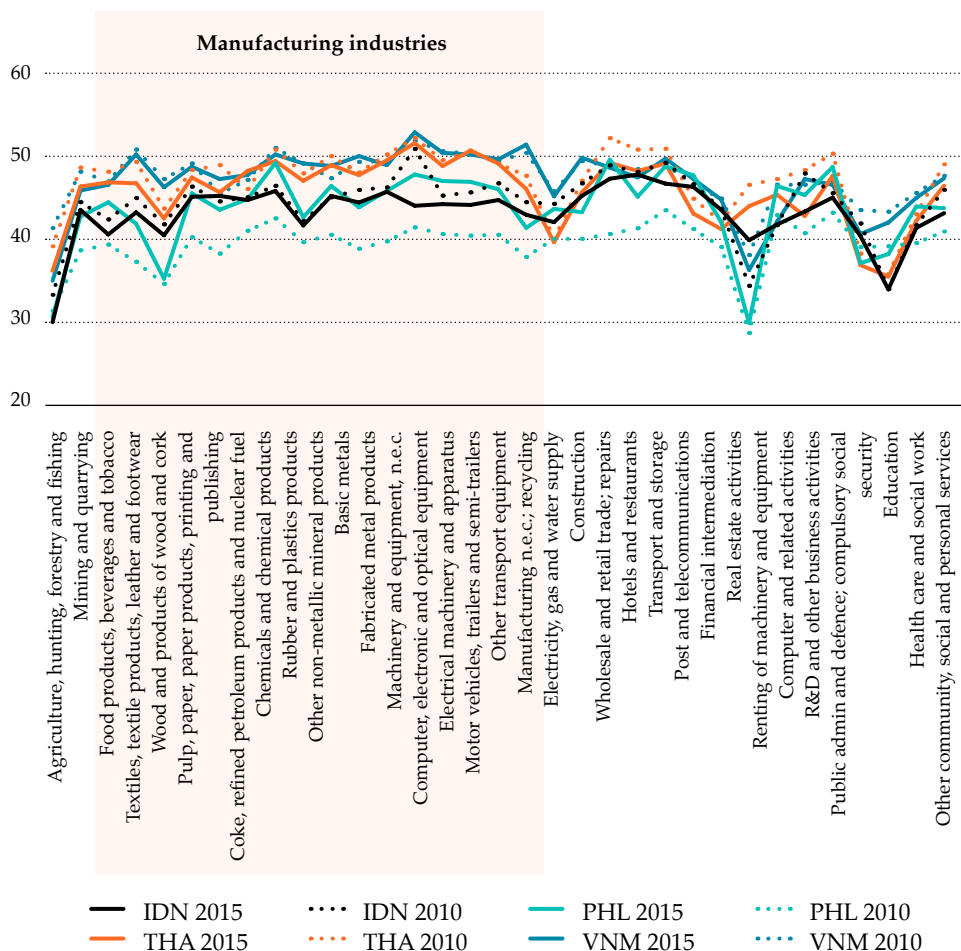 Manufacturing industries
60
50
40
30
20
Agriculture, hunting, forestry and fishing
Mining and quarrying
Food products, beverages and tobacco
Textiles, textile products, leather and footwear
Wood and products of wood and cork
Pulp, paper, paper products, printing and
publishing
Coke, refined petroleum products and nuclear fuel
Chemicals and chemical products
Rubber and plastics products
Other non-metallic mineral products
Basic metals
Fabricated metal products
Machinery and equipment, n.e.c.
Computer, electronic and optical equipment
Electrical machinery and apparatus
Motor vehicles, trailers and semi-trailers
Other transport equipment
Manufacturing n.e.c.; recycling
Electricity, gas and water supply
Construction
Wholesale and retail trade; repairs
Hotels and restaurants
Transport and storage
Post and telecommunications
Financial intermediation
Real estate activities
Renting of machinery and equipment
Computer and related activities
R&D and other business activities
Public admin and defence; compulsory social
security
Education
Health care and social work
Other community, social and personal services
IDN 2015 IDN 2010 PHL 2015 PHL 2010
THA 2015 THA 2010 VNM 2015 VNM 2010